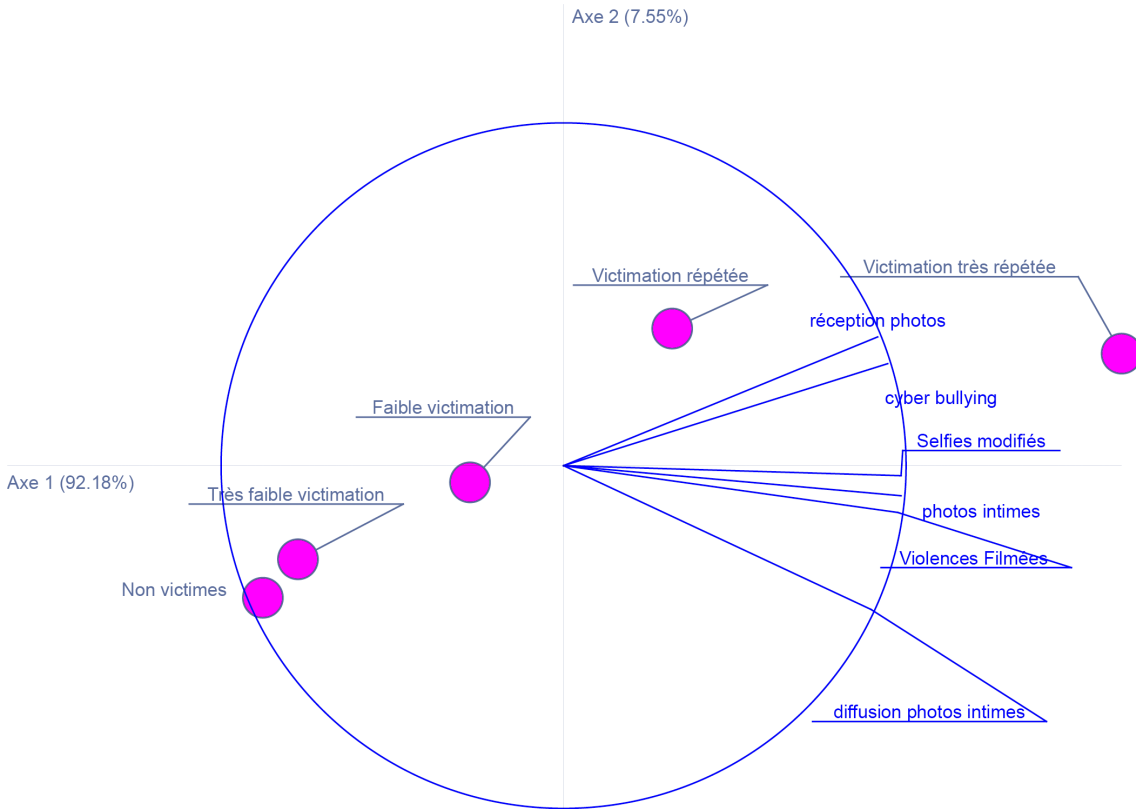 Axe 2 (7.55%)
Victimation très répétée
Victimation répétée
réception photos
cyber bullying
Faible victimation
Selfies modifiés
Axe 1 (92.18%)
Très faible victimation
photos intimes
Violences Filmées
Non victimes
diffusion photos intimes